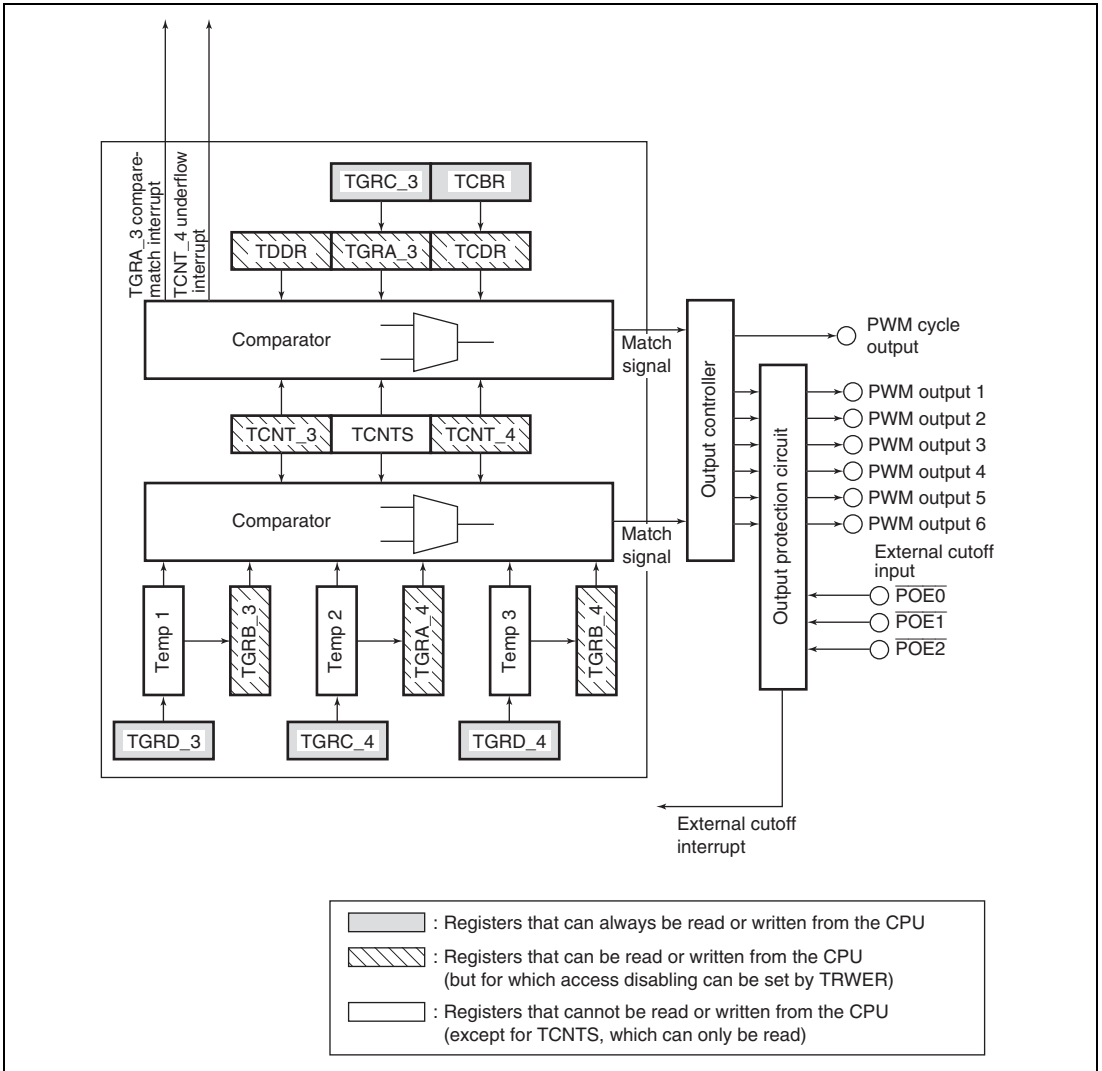 TGRA_3 compare-
match interrupt
TCNT_4 underflow
interrupt
TGRC_3
TCBR
TDDR
TGRA_3
TCDR
Comparator
Match
signal
TCNT_3
TCNTS
TCNT_4
Comparator
Match
signal
Output controller
Output protection circuit
PWM cycle
output
PWM output 1
PWM output 2
PWM output 3
PWM output 4
PWM output 5
PWM output 6
External cutoff
input
POE0
POE1
POE2
Temp 1
TGRB_3
Temp 2
TGRA_4
Temp 3
TGRB_4
TGRD_3
TGRC_4
TGRD_4
External cutoff
interrupt
: Registers that can always be read or written from the CPU
: Registers that can be read or written from the CPU
(but for which access disabling can be set by TRWER)
: Registers that cannot be read or written from the CPU
(except for TCNTS, which can only be read)